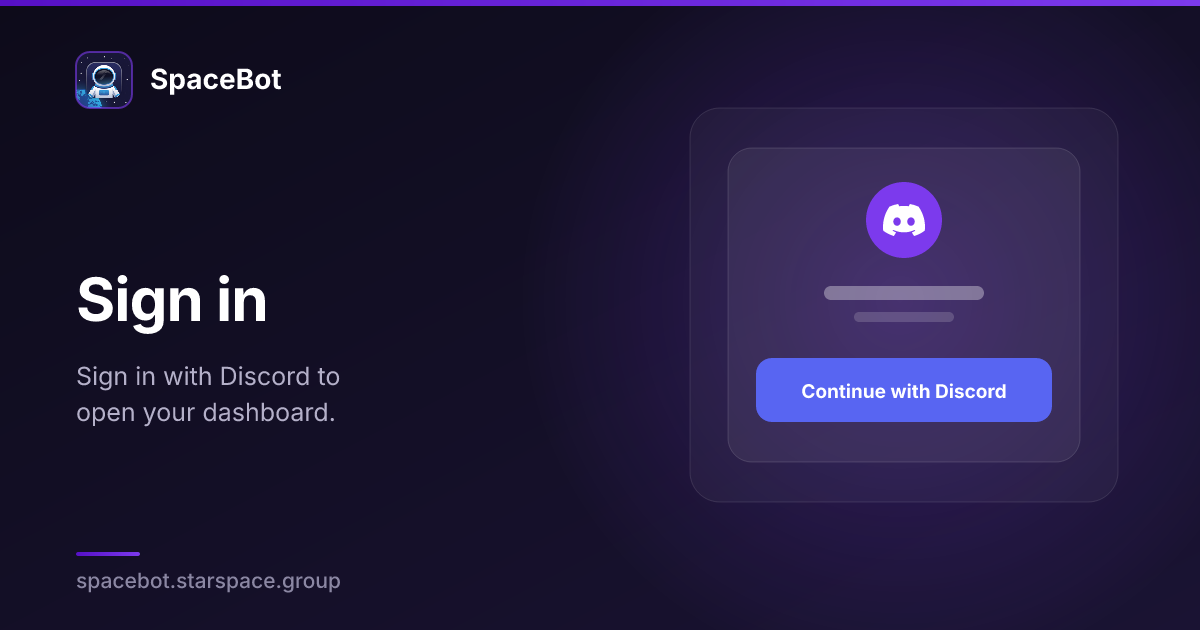 SpaceBot
Sign in
Sign in with Discord to
open your dashboard.
Continue with Discord
spacebot.starspace.group